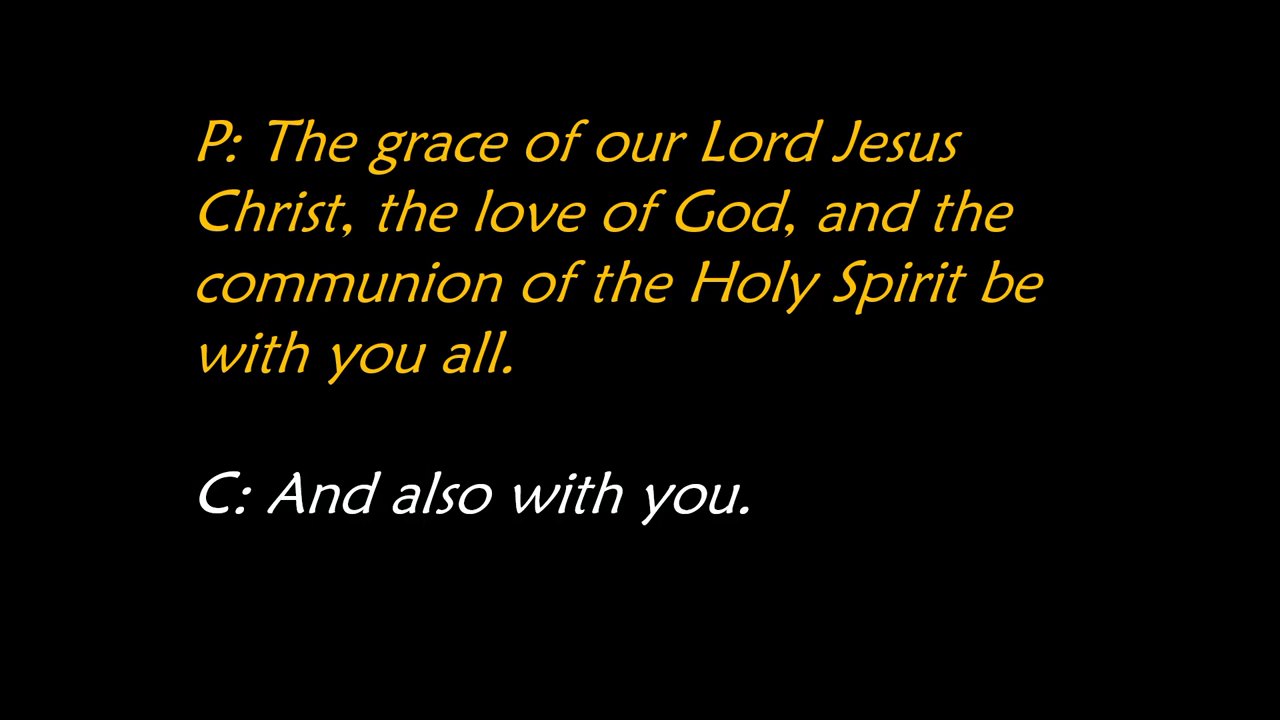 P: The grace of our Lord Jesus
Christ, the love of God, and the
communion of the Holy Spirit be
with you all.
C: And also with you.